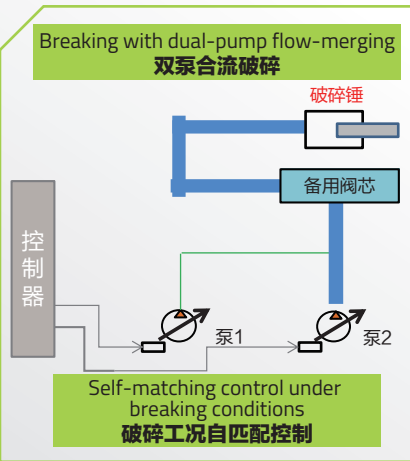 Breaking with dual-pump flow-merging
双泵合流破碎
破碎锤
备用阀芯
控制器
泵1
泵2
Self-matching control under
breaking conditions
破碎工况自匹配控制